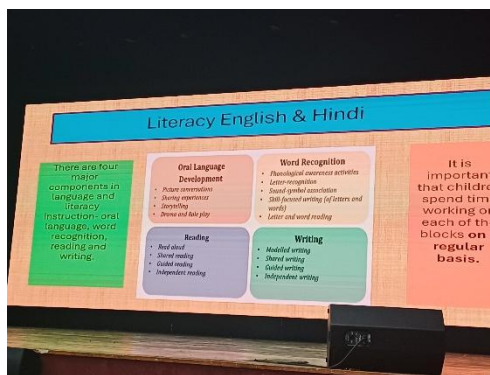 Literacy English & Hindi
There are four
major
components in
language and
literacy
instruction- oral
language, word
recognition,
reading and
writing.
Oral Language
Development
• Picture conversations
• Sharing experiences
• Storytelling
• Drama and Role play
Word Recognition
• Phonological awareness activities
• Letter-recognition
• Sound-symbol association
• Skill-focused writing (of letters and
words)
• Letter and word reading
Reading
• Read aloud
• Shared reading
• Guided reading
• Independent reading
Writing
• Modelled writing
• Shared writing
• Guided writing
• Independent writing
It is
important
that childre
spend tim
working on
each of th
blocks on
regular
basis.